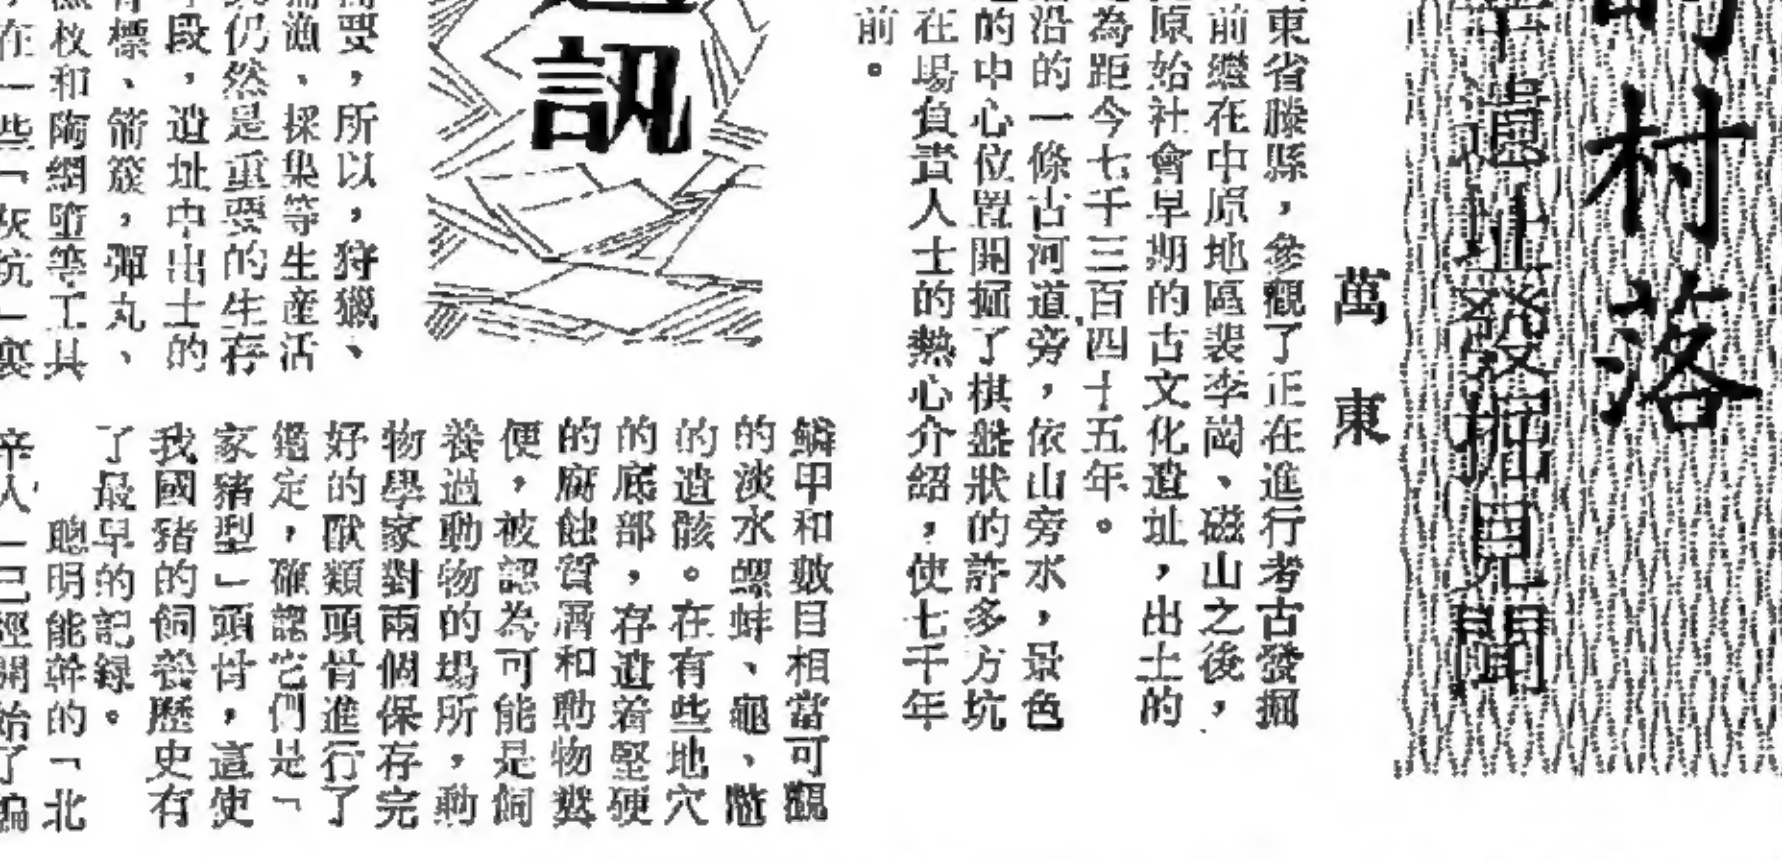 村落
遺址發掘見聞
萬東
東省滕縣，參觀了正在進行考古發掘
前繼在中原地區裴李崗、磁山之後，
原始社會早期的古文化遺址，出土的
為距今七千三百四十五年。
沿的一條古河道旁，依山旁水，景色
的中心位置開掘了棋盤狀的許多方坑
在場負責人士的熱心介紹，使七千年
前。
訊
要，所以，狩獵、
漁、採集等生産活
仍然是重要的生存
段，遺址中出土的
標、箭簇，彈丸、
枚和陶網墜等工具
在一些「灰坑」裏
鱗甲和數目相當可觀
的淡水螺蚌、龜、鼈
的遺骸。在有些地穴
的底部，存遺着堅硬
的腐蝕質層和動物糞
便，被認為可能是飼
養過動物的場所，動
物學家對兩個保存完
好的獸類頭骨進行了
鑑定，確認它們是「
家豬型」頭骨，這使
我國豬的飼養歷史有
了最早的記録。
聰明能幹的「北
辛人」已經開始了編